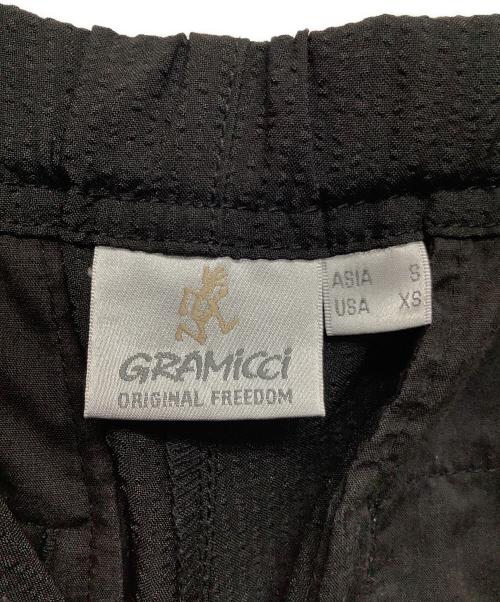 GRAMiCCi
ORIGINAL FREEDOM
ASIA S
USA XS